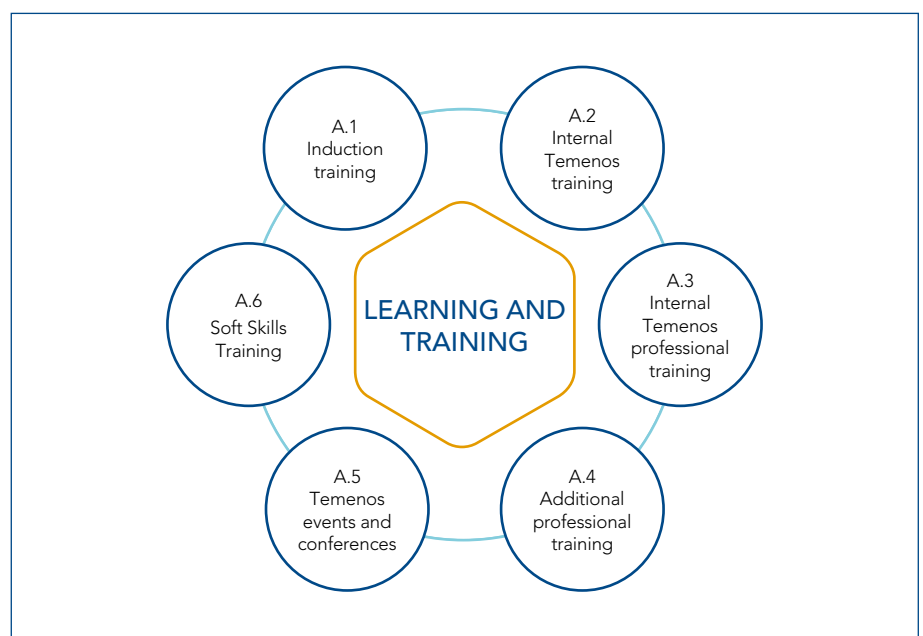 A.1
Induction
training
A.2
Internal
Temenos
training
A.3
Internal
Temenos
professional
training
A.4
Additional
professional
training
A.5
Temenos
events and
conferences
A.6
Soft Skills
Training
LEARNING AND
TRAINING